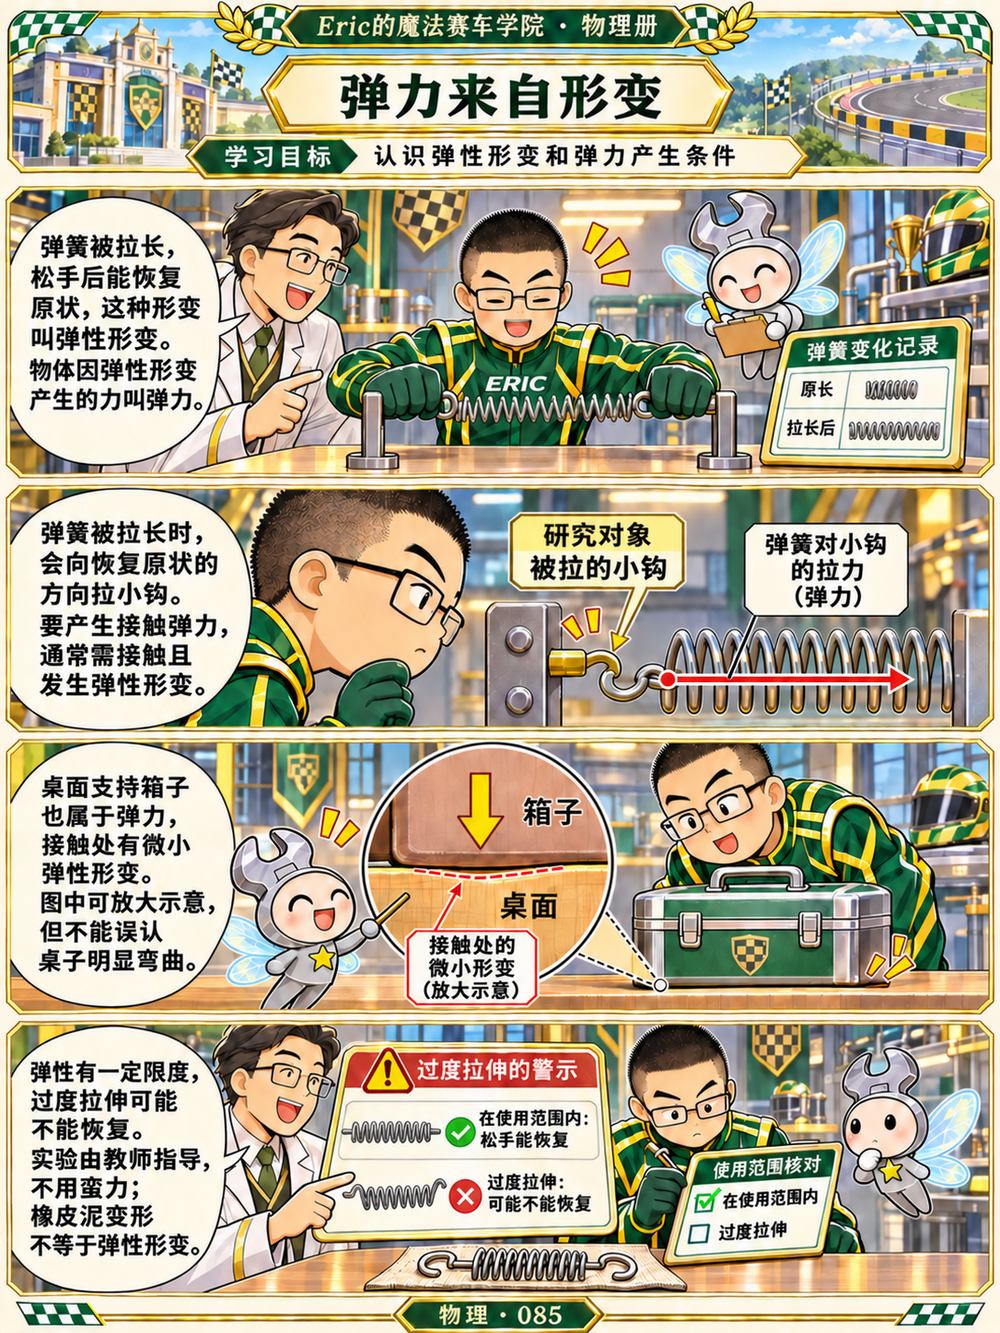 Eric的魔法赛车学院 · 物理册
弹力来自形变
学习目标
认识弹性形变和弹力产生条件
弹簧被拉长，
松手后能恢复
原状，这种形变
叫弹性形变。
物体因弹性形变
产生的力叫弹力。
ERIC
弹簧变化记录
原长
拉长后
弹簧被拉长时，
会向恢复原状的
方向拉小钩。
要产生接触弹力，
通常需接触且
发生弹性形变。
研究对象
被拉的小钩
弹簧对小钩
的拉力
（弹力）
桌面支持箱子
也属于弹力，
接触处有微小
弹性形变。
图中可放大示意，
但不能误认
桌子明显弯曲。
箱子
桌面
接触处的
微小形变
（放大示意）
弹性有一定限度，
过度拉伸可能
不能恢复。
实验由教师指导，
不用蛮力；
橡皮泥变形
不等于弹性形变。
过度拉伸的警示
在使用范围内：
松手能恢复
过度拉伸：
可能不能恢复
使用范围核对
在使用范围内
过度拉伸
物理 · 085